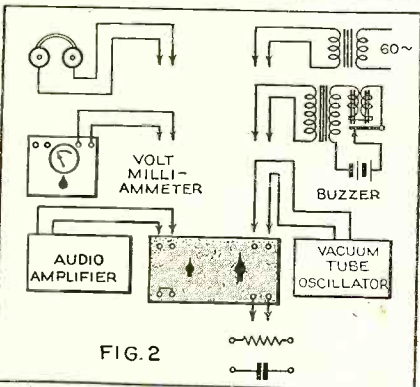 60~
VOLT
MILLI-
AMMETER
BUZZER
AUDIO
AMPLIFIER
VACUUM
TUBE
OSCILLATOR
FIG. 2